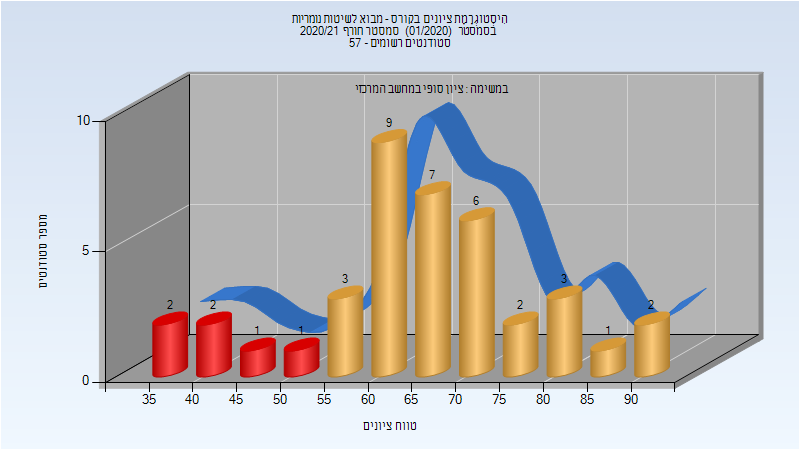 היסטוגרמת ציונים בקורס - מבוא לשיטות נומריות
בסמסטר (01/2020) סמסטר חורף 2020/21
סטודנטים רשומים - 57
במשימה : ציון סופי במחשב המרכזי
10
5
0
מספר סטודנטים
2
2
1
1
3
9
7
6
2
3
1
2
35 40 45 50 55 60 65 70 75 80 85 90
טווח ציונים